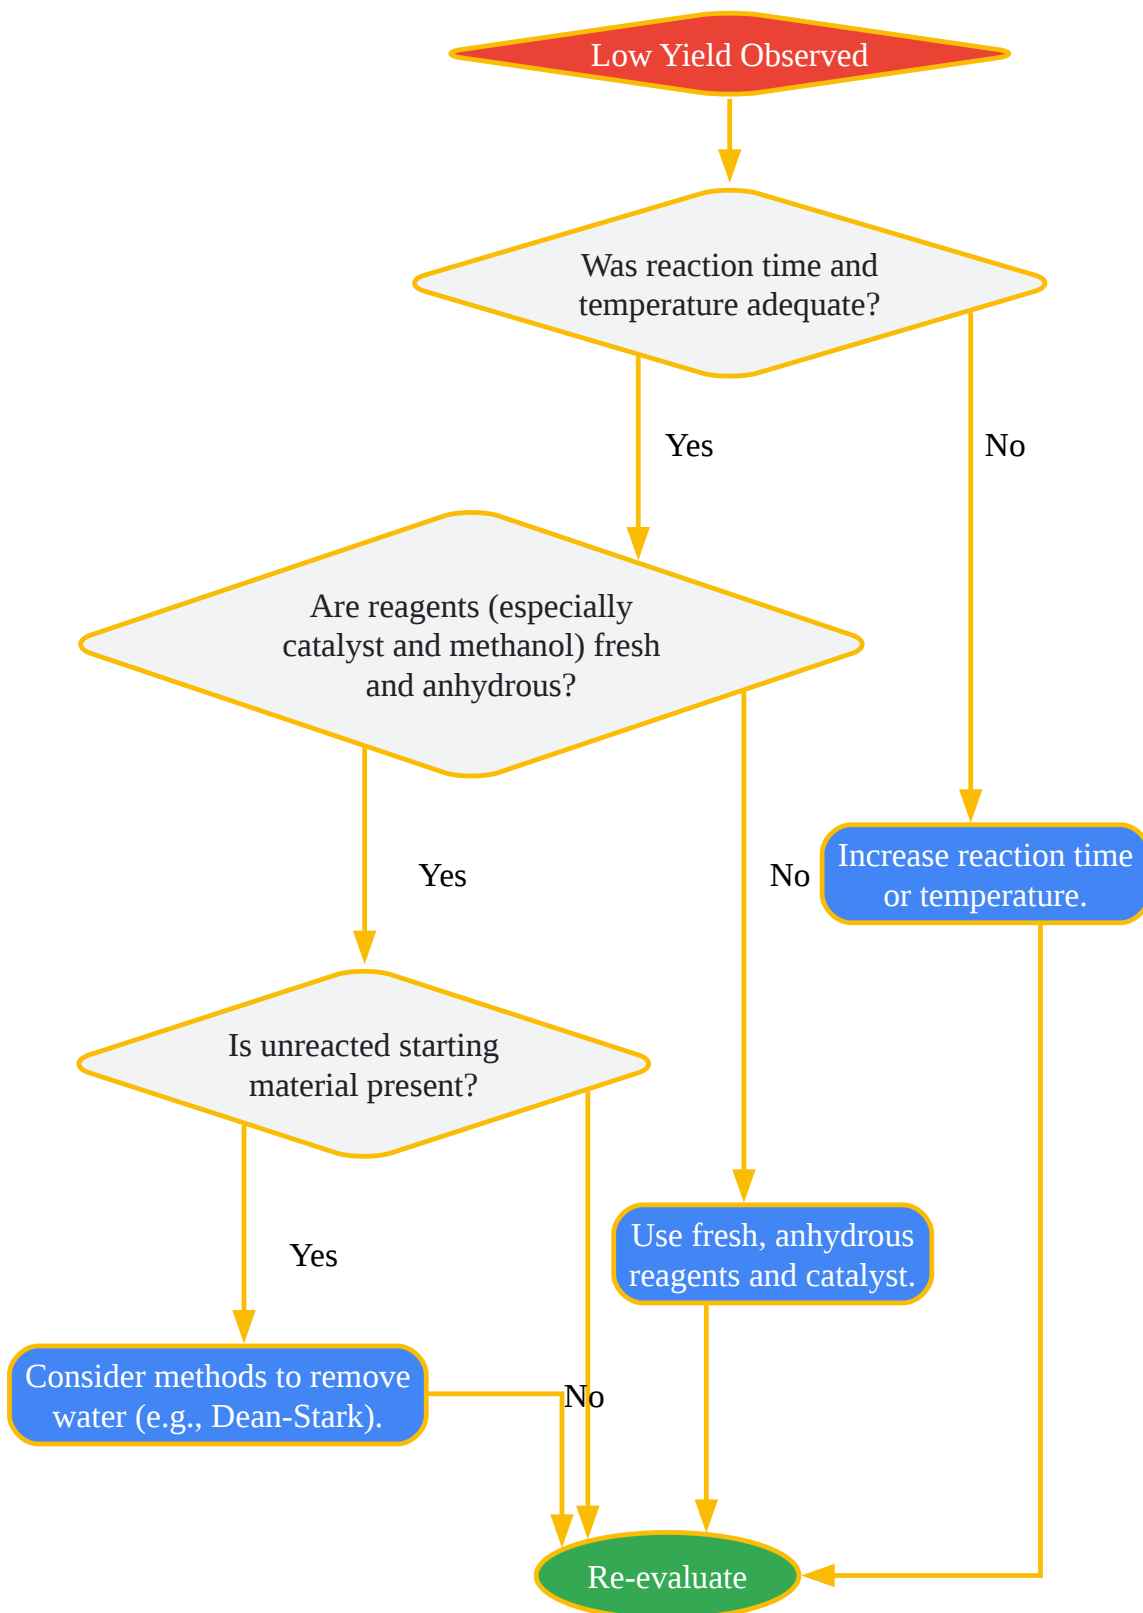 Low Yield Observed
Was reaction time and
temperature adequate?
Yes
No
Are reagents (especially
catalyst and methanol) fresh
and anhydrous?
Increase reaction time
or temperature.
Yes
No
Is unreacted starting
material present?
Use fresh, anhydrous
reagents and catalyst.
Yes
Consider methods to remove
water (e.g., Dean-Stark).
No
Re-evaluate